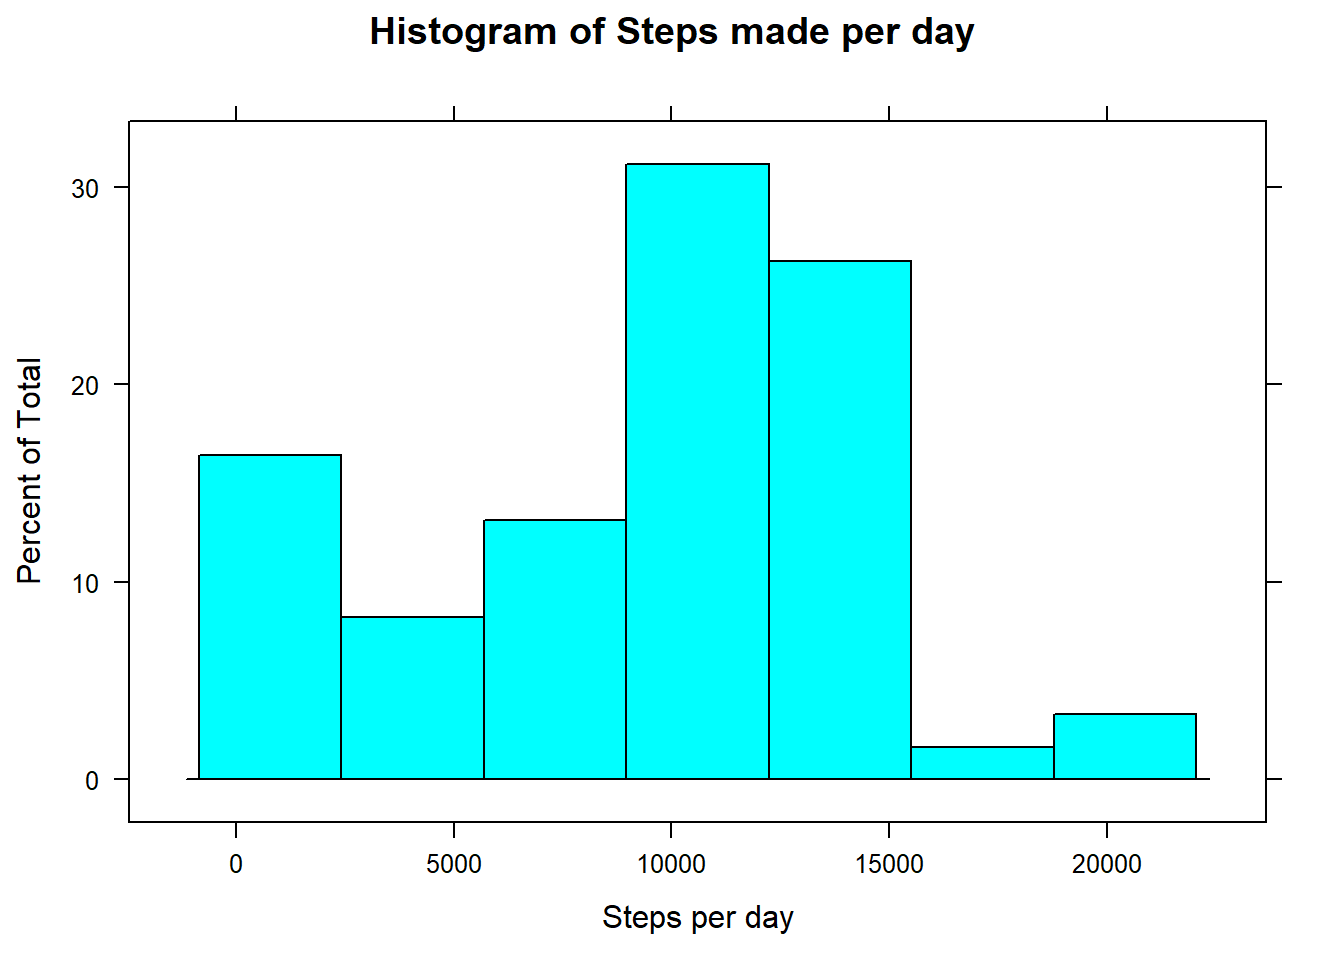 Histogram of Steps made per day
30
20
10
0
Percent of Total
0 5000 10000 15000 20000
Steps per day